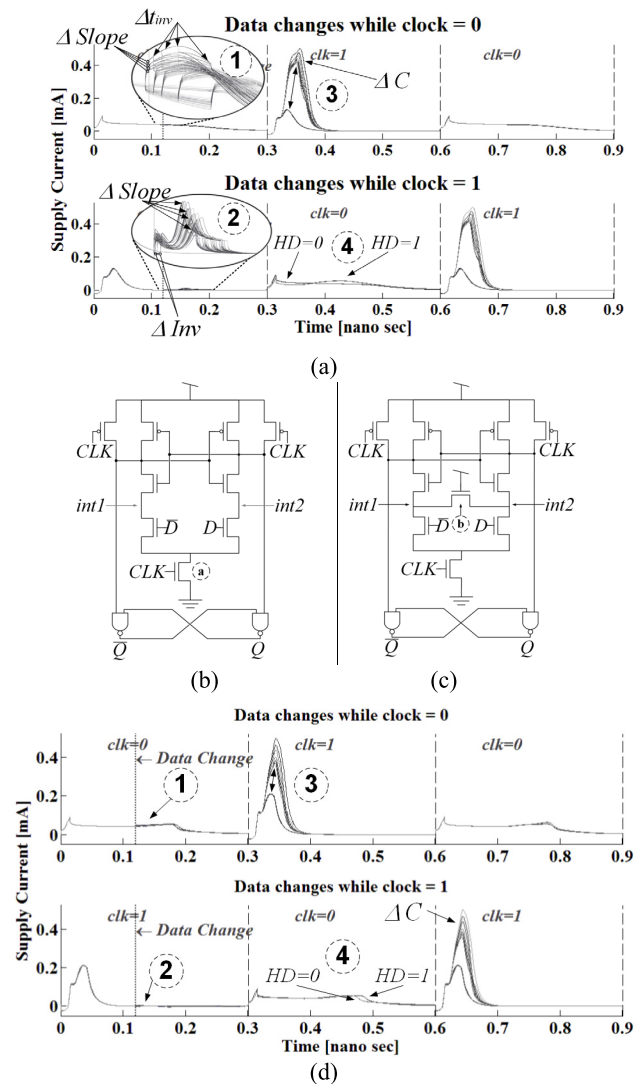 Δt_inv
Data changes while clock = 0
Δ Slope
1
clk=1
clk=0
ΔC
3
0.4
0.2
0
0 0.1 0.2 0.3 0.4 0.5 0.6 0.7 0.8 0.9
Supply Current [mA]
Δ Slope
Data changes while clock = 1
2
clk=0
clk=1
HD=0
4
HD=1
0.4
0.2
0
0 0.1 0.2 0.3 0.4 0.5 0.6 0.7 0.8 0.9
Δ Inv
Time [nano sec]
(a)
CLK
CLK
int1
int2
D̅
D
CLK
a
Q̅
Q
(b)
CLK
CLK
int1
int2
D̅
b
D
CLK
Q̅
Q
(c)
Data changes while clock = 0
clk=0
clk=1
clk=0
← Data Change
1
3
0.4
0.2
0
0 0.1 0.2 0.3 0.4 0.5 0.6 0.7 0.8 0.9
Supply Current [mA]
Data changes while clock = 1
clk=1
clk=0
ΔC
clk=1
← Data Change
2
4
HD=0
HD=1
0.4
0.2
0
0 0.1 0.2 0.3 0.4 0.5 0.6 0.7 0.8 0.9
Time [nano sec]
(d)